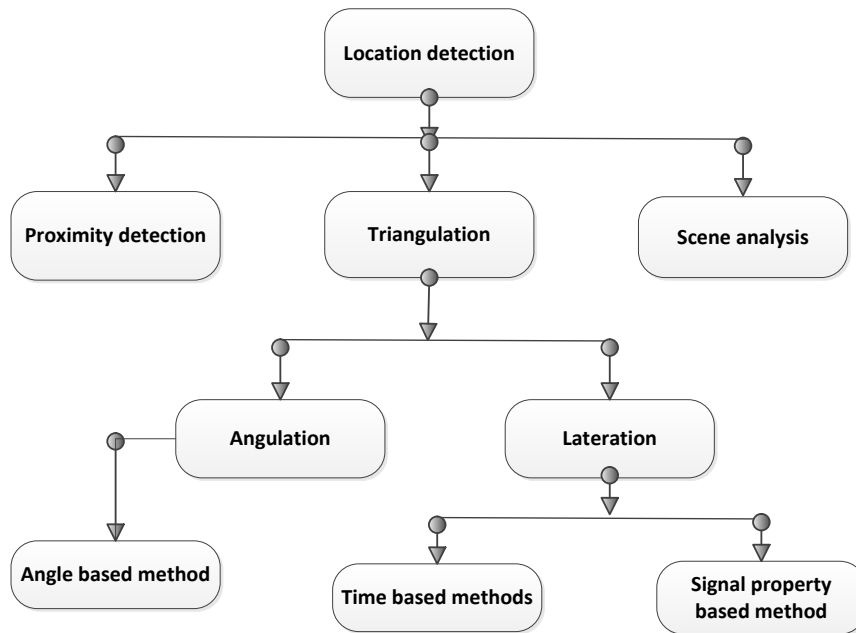 Location detection
Proximity detection
Triangulation
Scene analysis
Angulation
Lateration
Angle based method
Time based methods
Signal property
based method